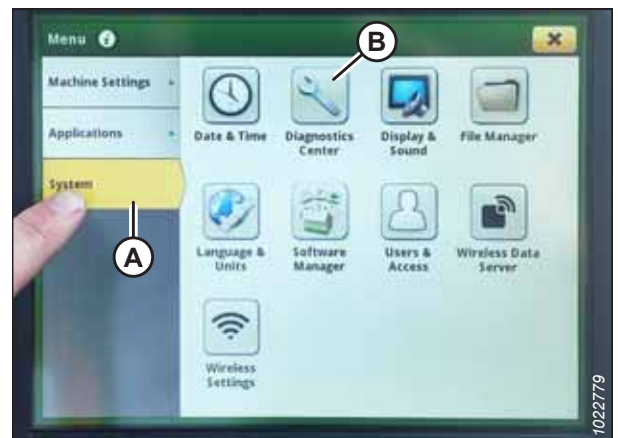 Menu
B
Machine Settings
Applications
System
A
Date & Time
Diagnostics
Center
Display &
Sound
File Manager
Language &
Units
Software
Manager
Users &
Access
Wireless Data
Server
Wireless
Settings
1022779